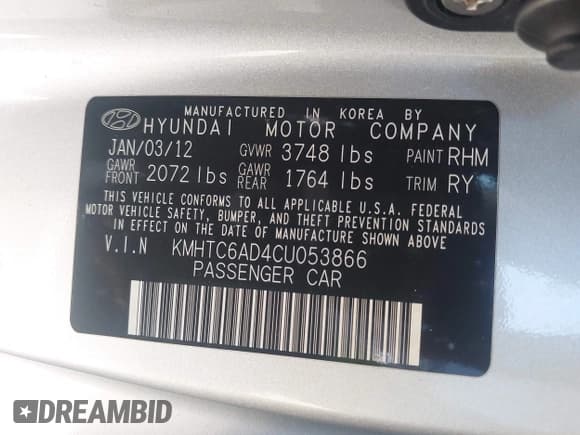 MANUFACTURED IN KOREA BY
HYUNDAI MOTOR COMPANY
JAN/03/12 GVWR 3748 lbs PAINT RHM
GAWR FRONT 2072 lbs GAWR REAR 1764 lbs TRIM RY
THIS VEHICLE CONFORMS TO ALL APPLICABLE U.S.A. FEDERAL
MOTOR VEHICLE SAFETY, BUMPER, AND THEFT PREVENTION STANDARDS
IN EFFECT ON THE DATE OF MANUFACTURE SHOWN ABOVE.
V.I.N KMHTC6AD4CU053866
PASSENGER CAR
DREAMBID